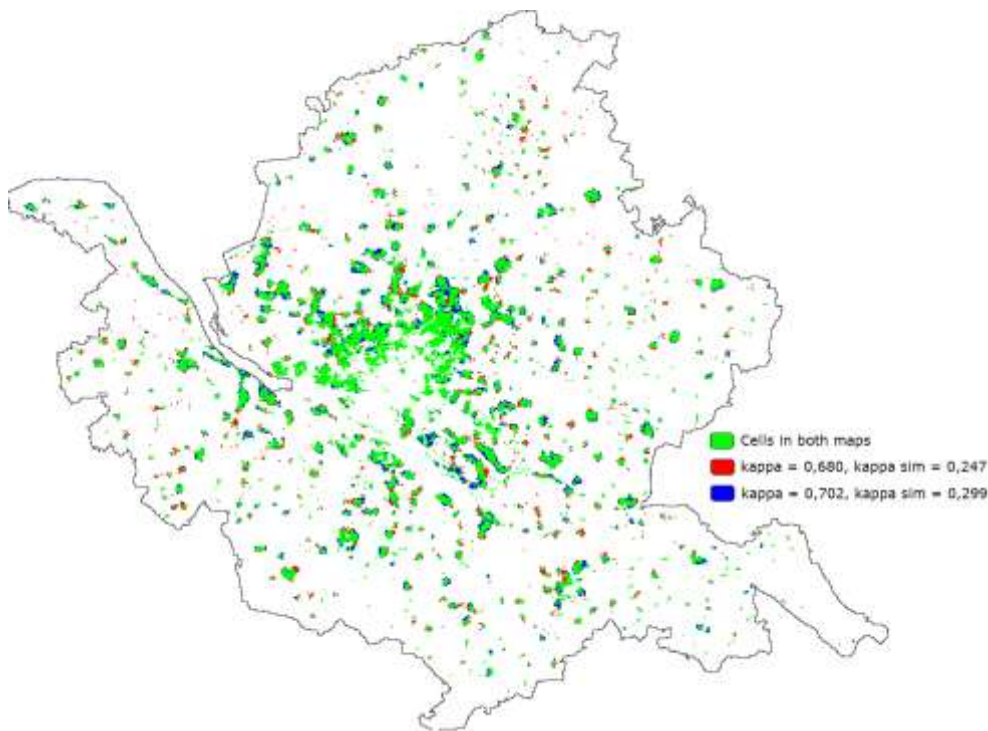 Cells in both maps
kappa = 0,680, kappa sim = 0,247
kappa = 0,702, kappa sim = 0,299